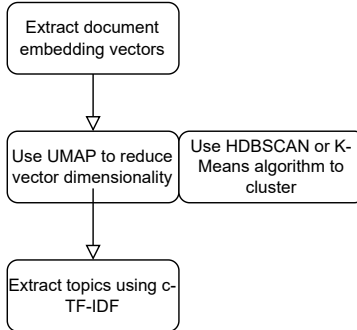 Extract document
embedding vectors
Use UMAP to reduce
vector dimensionality
Use HDBSCAN or K-
Means algorithm to
cluster
Extract topics using c-
TF-IDF